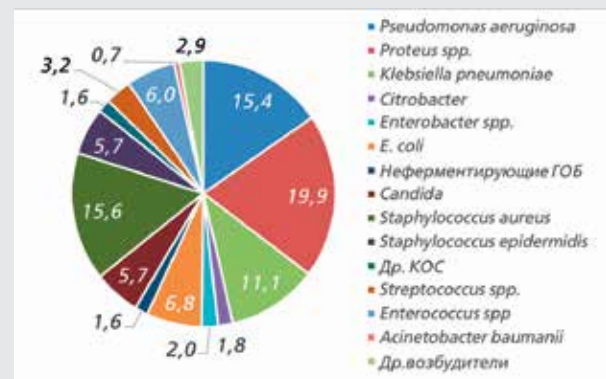 2,9
0,7
3,2
6,0
15,4
1,6
5,7
19,9
15,6
5,7
11,1
6,8
1,6
2,0
1,8
Pseudomonas aeruginosa
Proteus spp.
Klebsiella pneumoniae
Citrobacter
Enterobacter spp.
E. coli
Неферментирующие ГОБ
Candida
Staphylococcus aureus
Staphylococcus epidermidis
Др. КОС
Streptococcus spp.
Enterococcus spp
Acinetobacter baumanii
Др.возбудители